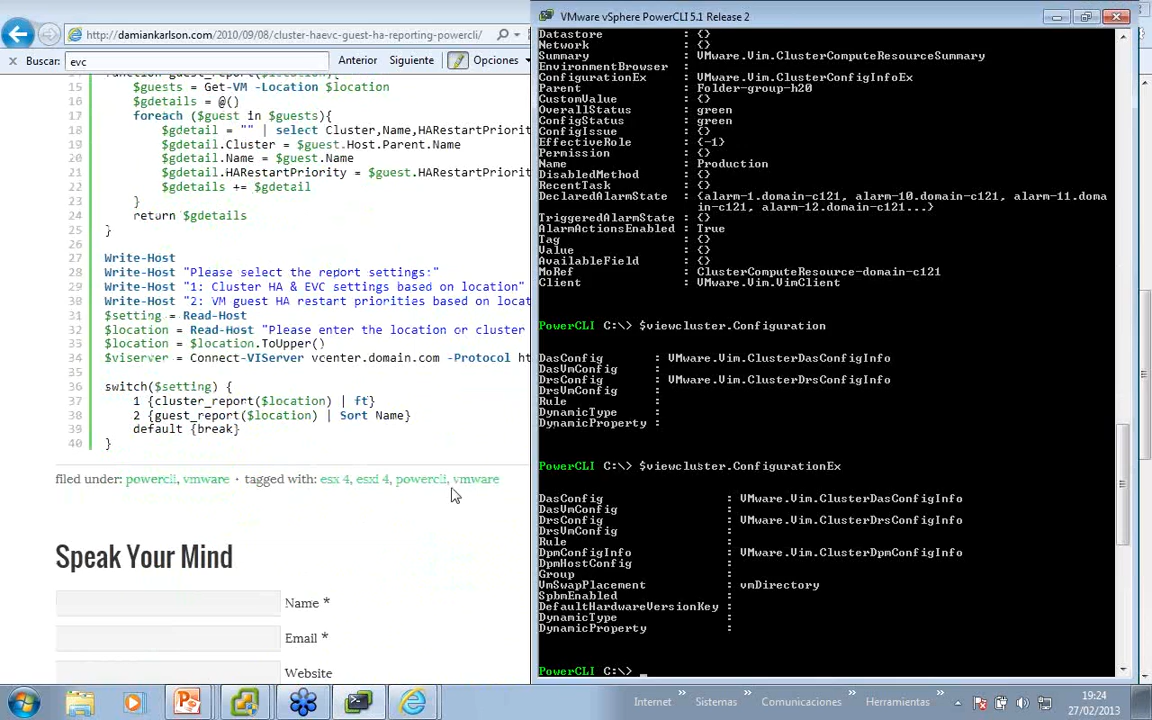 http://damiankarlson.com/2010/09/08/cluster-haevc-guest-ha-reporting-powercli/
Buscar: evc Anterior Siguiente Opciones
function guest_report($location){
15 $guests = Get-VM -Location $location
16 $gdetails = @()
17 foreach ($guest in $guests){
18 $gdetail = "" | select Cluster,Name,HARestartPriorit
19 $gdetail.Cluster = $guest.Host.Parent.Name
20 $gdetail.Name = $guest.Name
21 $gdetail.HARestartPriority = $guest.HARestartPriorit
22 $gdetails += $gdetail
23 }
24 return $gdetails
25 }
26
27 Write-Host
28 Write-Host "Please select the report settings:"
29 Write-Host "1: Cluster HA & EVC settings based on location"
30 Write-Host "2: VM guest HA restart priorities based on locat
31 $setting = Read-Host
32 $location = Read-Host "Please enter the location or cluster
33 $location = $location.ToUpper()
34 $viserver = Connect-VIServer vcenter.domain.com -Protocol ht
35
36 switch($setting) {
37 1 {cluster_report($location) | ft}
38 2 {guest_report($location) | Sort Name}
39 default {break}
40 }
filed under: powercli, vmware · tagged with: esx 4, esxi 4, powercli, vmware
Speak Your Mind
Name *
Email *
Website
VMware vSphere PowerCLI 5.1 Release 2
Datastore : {}
Network : {}
Summary : VMware.Vim.ClusterComputeResourceSummary
EnvironmentBrowser :
ConfigurationEx : VMware.Vim.ClusterConfigInfoEx
Parent : Folder-group-h20
CustomValue : {}
OverallStatus : green
ConfigStatus : green
ConfigIssue : {}
EffectiveRole : {-1}
Permission : {}
Name : Production
DisabledMethod : {}
RecentTask : {}
DeclaredAlarmState : {alarm-1.domain-c121, alarm-10.domain-c121, alarm-11.doma
in-c121, alarm-12.domain-c121...}
TriggeredAlarmState : {}
AlarmActionsEnabled : True
Tag : {}
Value : {}
AvailableField : {}
MoRef : ClusterComputeResource-domain-c121
Client : VMware.Vim.VimClient
PowerCLI C:\> $viewcluster.Configuration
DasConfig : VMware.Vim.ClusterDasConfigInfo
DasVmConfig :
DrsConfig : VMware.Vim.ClusterDrsConfigInfo
DrsVmConfig :
Rule :
DynamicType :
DynamicProperty :
PowerCLI C:\> $viewcluster.ConfigurationEx
DasConfig : VMware.Vim.ClusterDasConfigInfo
DasVmConfig :
DrsConfig : VMware.Vim.ClusterDrsConfigInfo
DrsVmConfig :
Rule :
DpmConfigInfo : VMware.Vim.ClusterDpmConfigInfo
DpmHostConfig :
Group :
VmSwapPlacement : vmDirectory
SpbmEnabled :
DefaultHardwareVersionKey :
DynamicType :
DynamicProperty :
PowerCLI C:\>
Internet » Sistemas » Comunicaciones » Herramientas » 19:24
27/02/2013